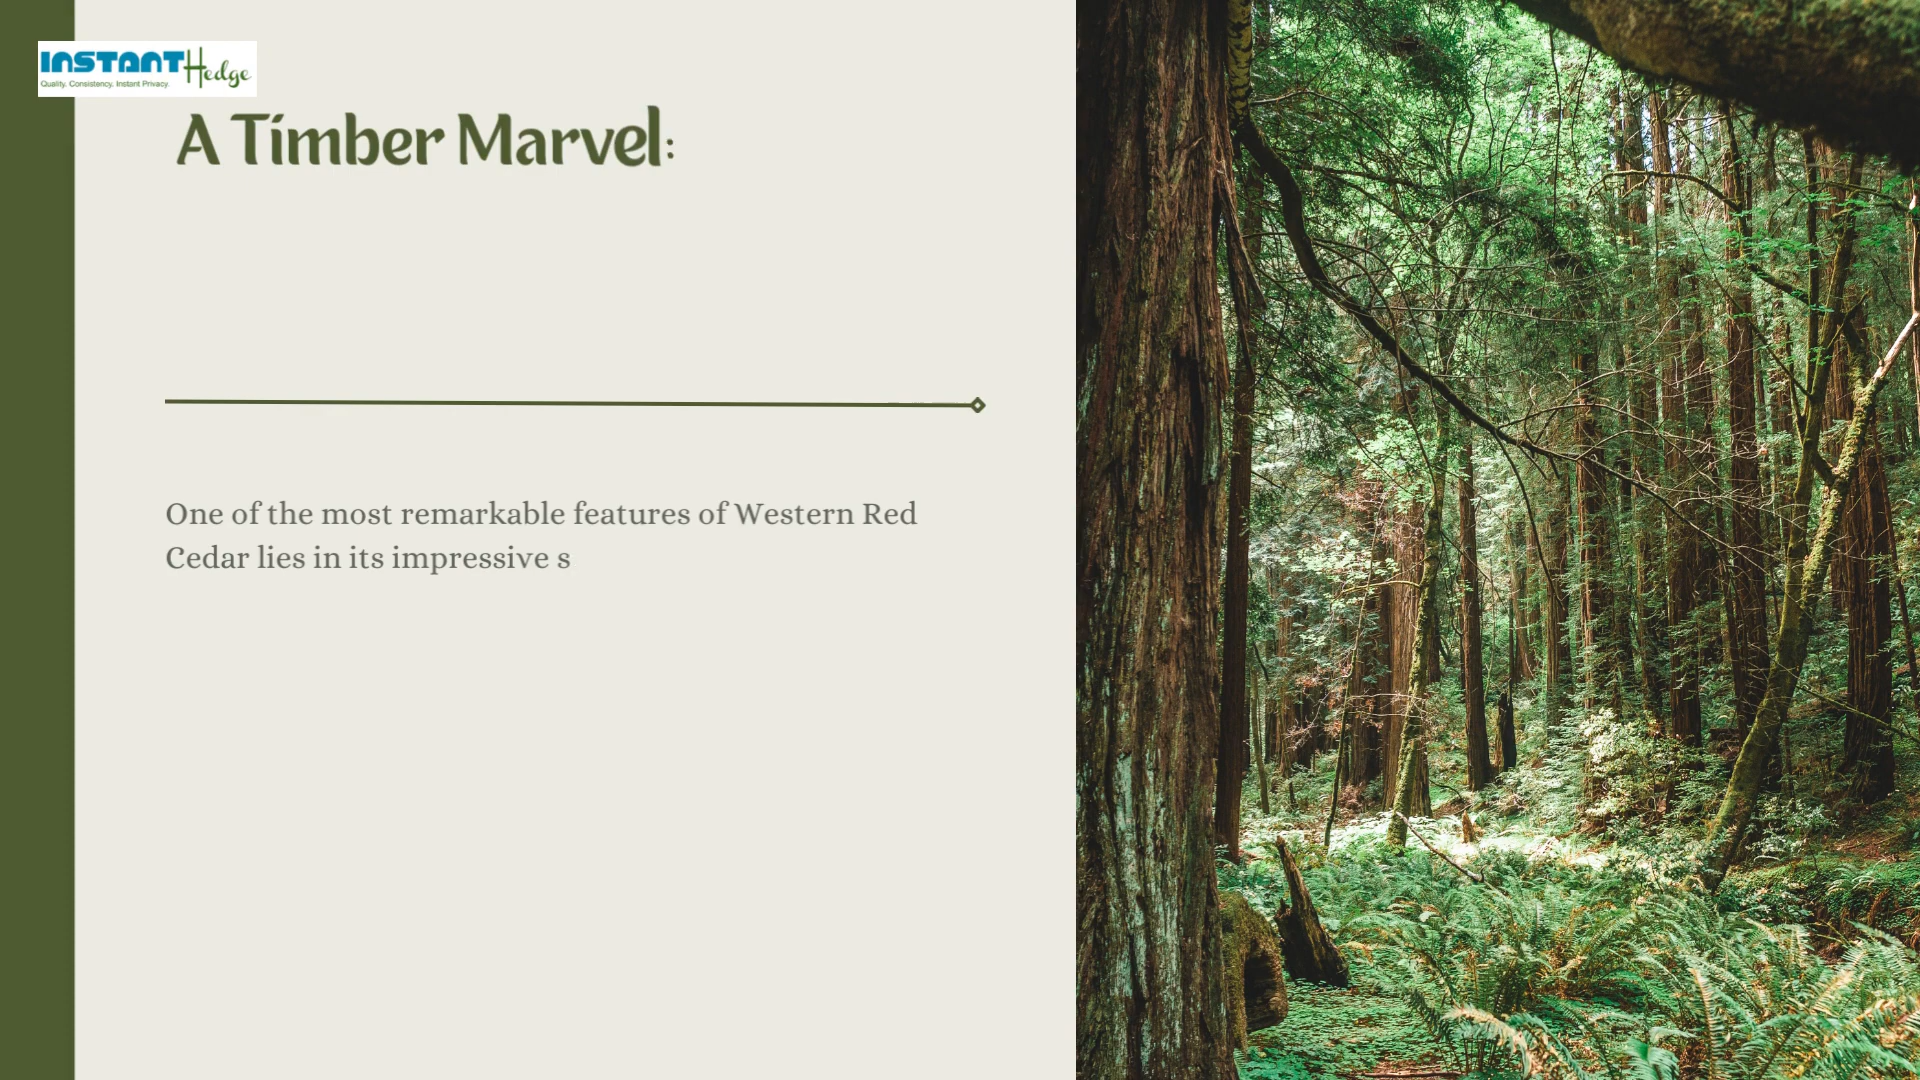 INSTANT Hedge
Quality. Consistency. Instant Privacy.
A Timber Marvel:
One of the most remarkable features of Western Red
Cedar lies in its impressive s